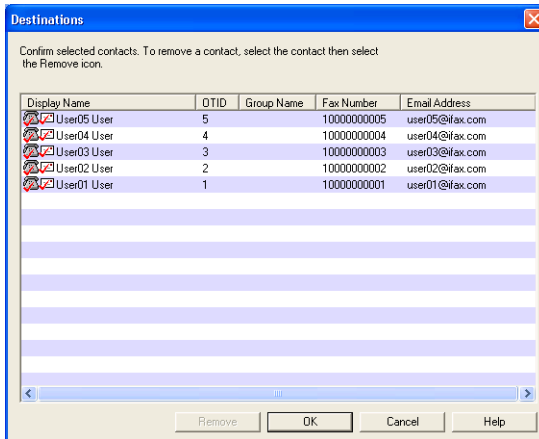 Destinations
Confirm selected contacts. To remove a contact, select the contact then select
the Remove icon.
Display Name OTID Group Name Fax Number Email Address
User05 User 5 10000000005 user05@ifax.com
User04 User 4 10000000004 user04@ifax.com
User03 User 3 10000000003 user03@ifax.com
User02 User 2 10000000002 user02@ifax.com
User01 User 1 10000000001 user01@ifax.com
Remove OK Cancel Help